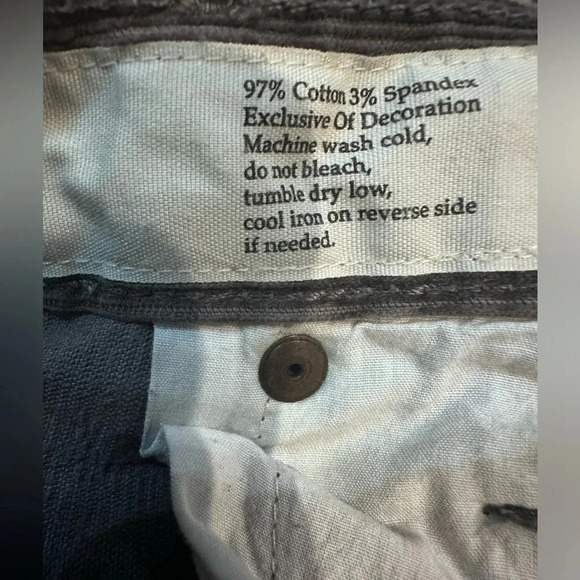 97% Cotton 3% Spandex
Exclusive Of Decoration
Machine wash cold,
do not bleach,
tumble dry low,
cool iron on reverse side
if needed.